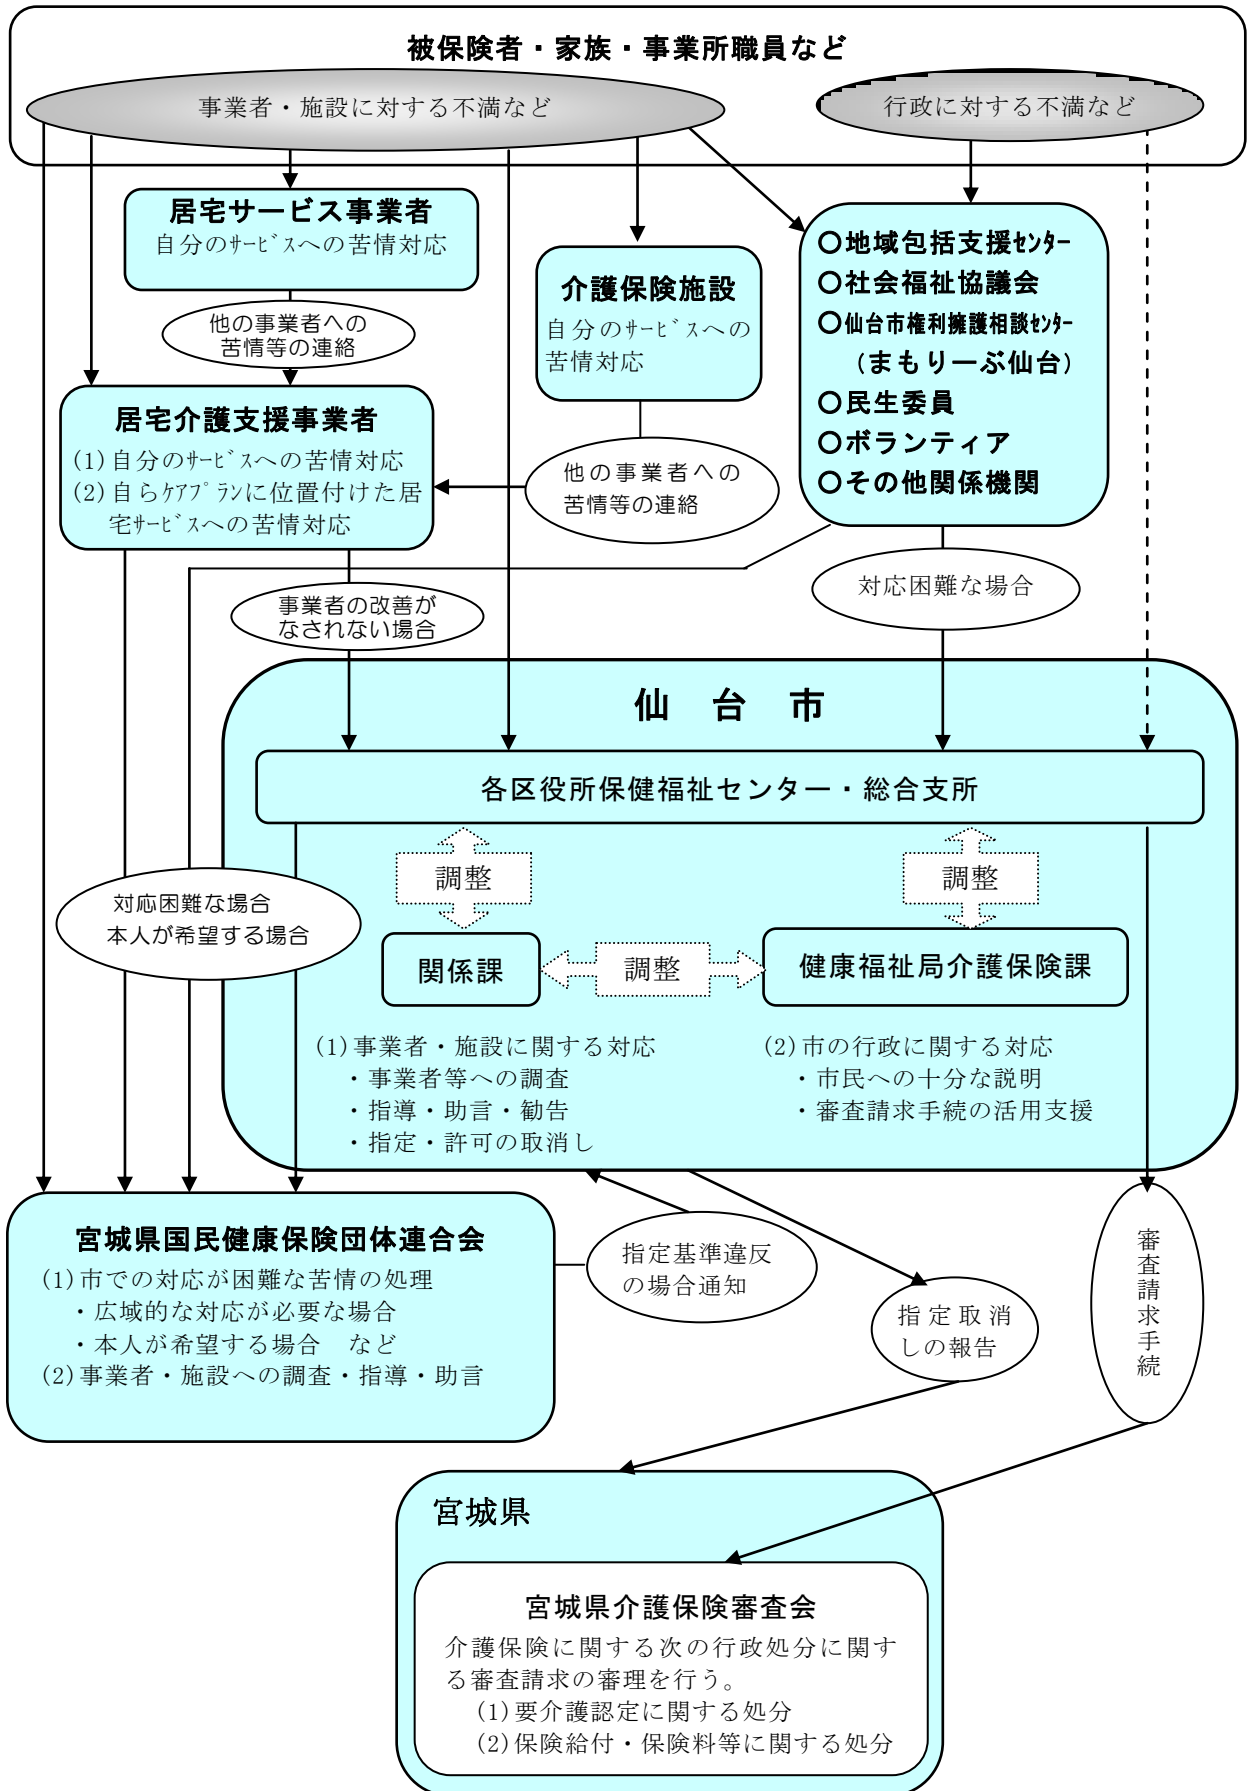 被保険者・家族・事業所職員など
事業者・施設に対する不満など
行政に対する不満など
居宅サービス事業者
自分のｻｰﾋﾞｽへの苦情対応
他の事業者への
苦情等の連絡
介護保険施設
自分のｻｰﾋﾞｽへの
苦情対応
○地域包括支援ｾﾝﾀｰ
○社会福祉協議会
○仙台市権利擁護相談ｾﾝﾀｰ
(まもりーぶ仙台)
○民生委員
○ボランティア
○その他関係機関
居宅介護支援事業者
(1)自分のｻｰﾋﾞｽへの苦情対応
(2)自らｹｱﾌﾟﾗﾝに位置付けた居
宅ｻｰﾋﾞｽへの苦情対応
他の事業者への
苦情等の連絡
事業者の改善が
なされない場合
対応困難な場合
仙台市
各区役所保健福祉センター・総合支所
調整
調整
対応困難な場合
本人が希望する場合
関係課
調整
健康福祉局介護保険課
(1)事業者・施設に関する対応
・事業者等への調査
・指導・助言・勧告
・指定・許可の取消し
(2)市の行政に関する対応
・市民への十分な説明
・審査請求手続の活用支援
宮城県国民健康保険団体連合会
(1)市での対応が困難な苦情の処理
・広域的な対応が必要な場合
・本人が希望する場合　など
(2)事業者・施設への調査・指導・助言
指定基準違反
の場合通知
指定取消
しの報告
審査請求手続
宮城県
宮城県介護保険審査会
介護保険に関する次の行政処分に関す
る審査請求の審理を行う。
(1)要介護認定に関する処分
(2)保険給付・保険料等に関する処分